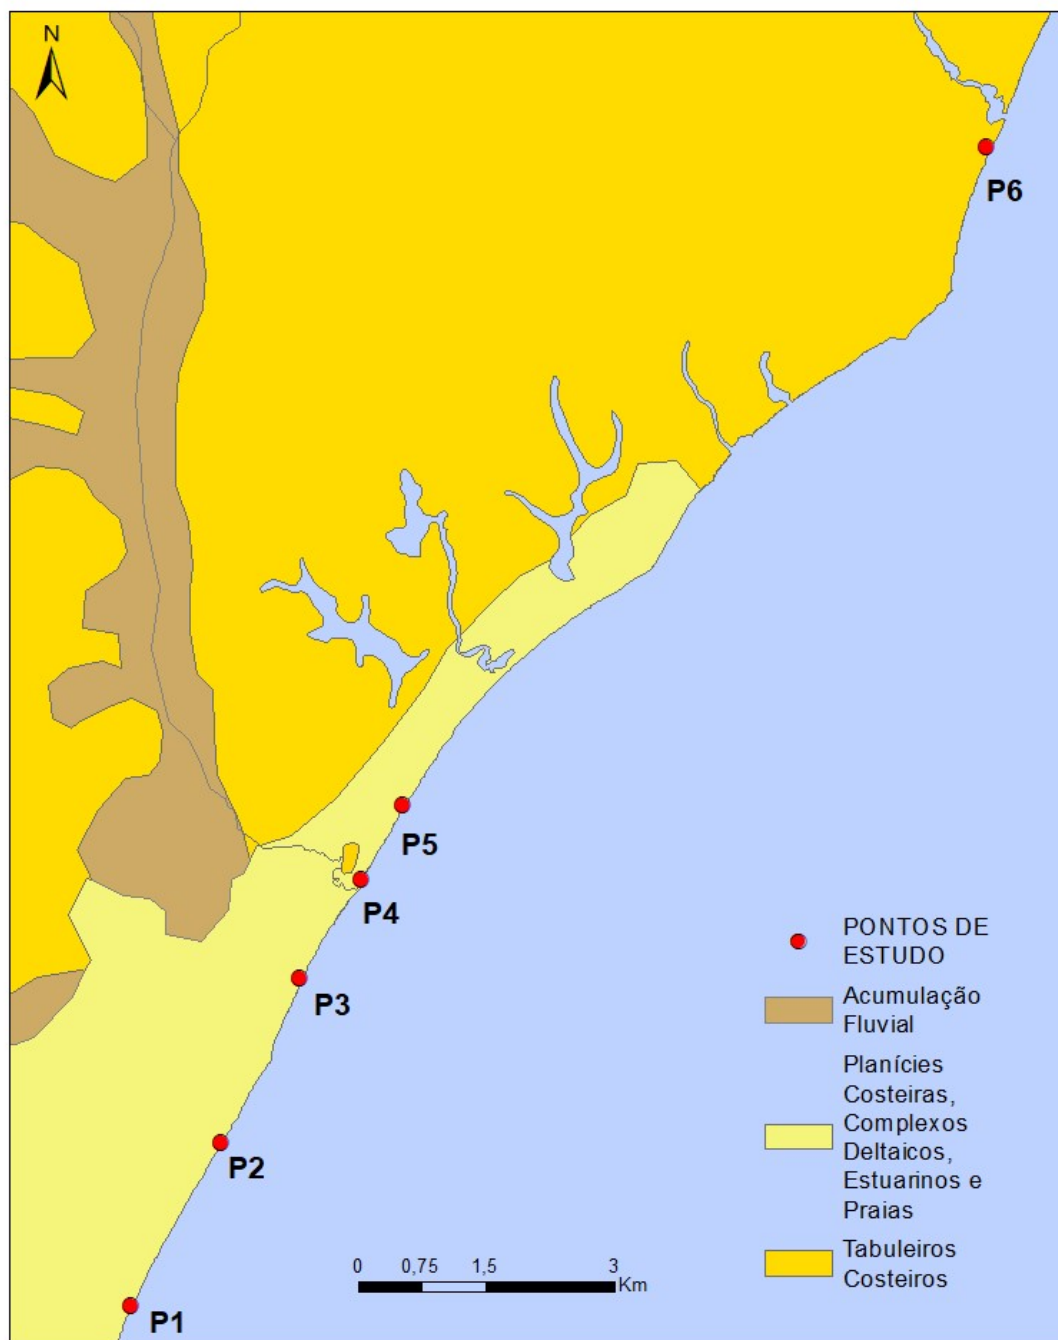 N
P6
P5
P4
P3
P2
P1
PONTOS DE
ESTUDO
Acumulação
Fluvial
Planícies
Costeiras,
Complexos
Deltaicos,
Estuarinos e
Praias
Tabuleiros
Costeiros
0 0,75 1,5 3
Km